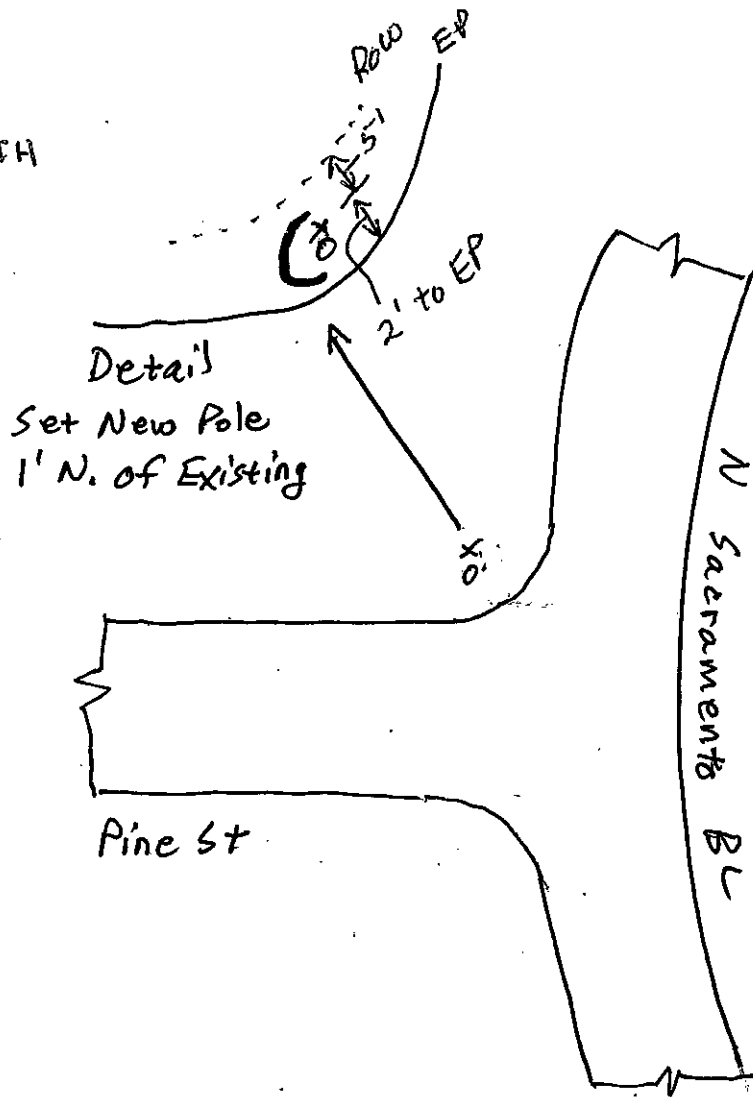 Row EP
5'
X
O
2' to EP
Detail
Set New Pole
1' N. of Existing
X
O
N Sacramento BL
Pine St